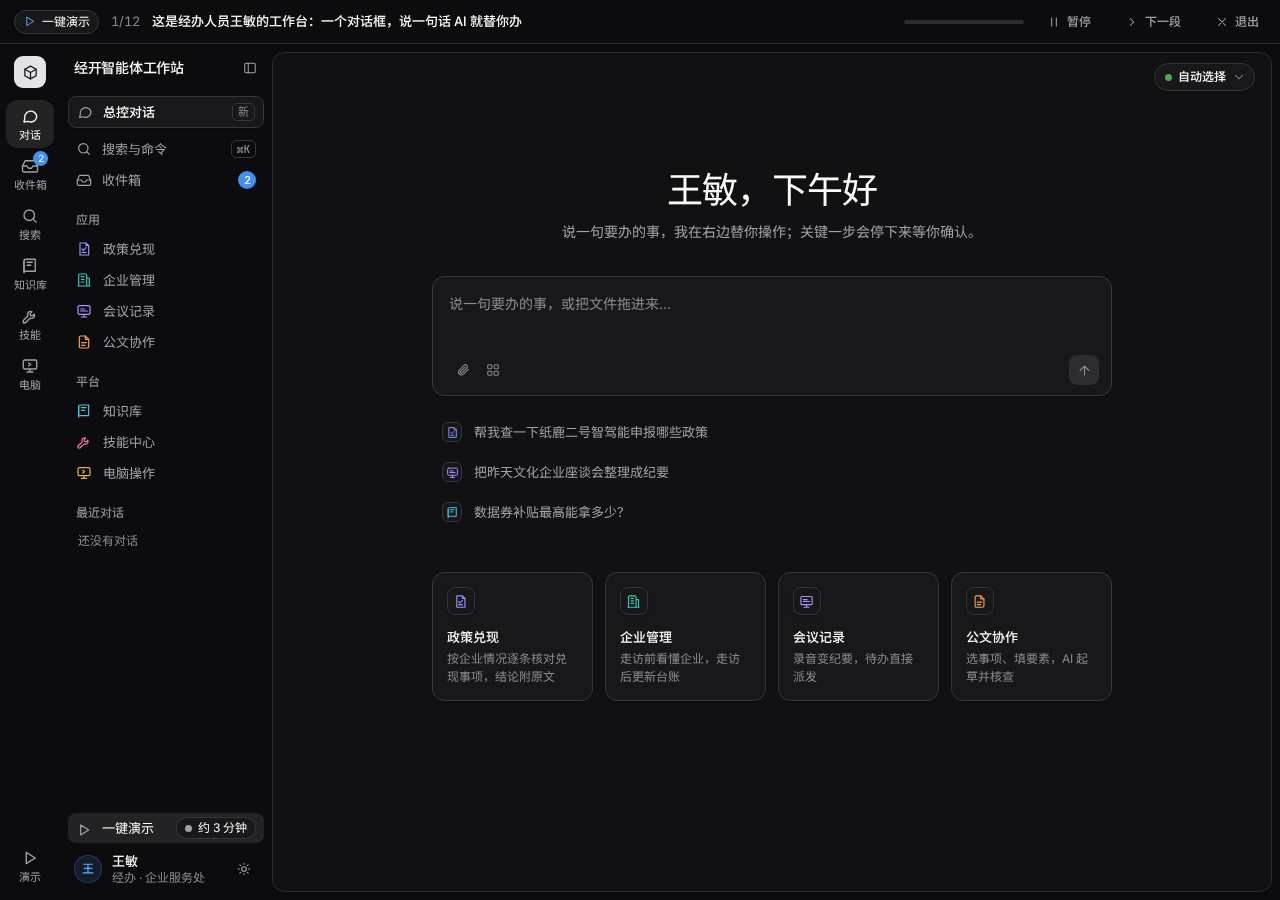 一键演示 1/12 这是经办人员王敏的工作台：一个对话框，说一句话 AI 就替你办 暂停 下一段 退出
对话
2
收件箱
搜索
知识库
技能
电脑
演示
经开智能体工作站
总控对话 新
搜索与命令 ⌘K
收件箱 2
应用
政策兑现
企业管理
会议记录
公文协作
平台
知识库
技能中心
电脑操作
最近对话
还没有对话
一键演示 约 3 分钟
王 王敏
经办 · 企业服务处
自动选择
王敏，下午好
说一句要办的事，我在右边替你操作；关键一步会停下来等你确认。
说一句要办的事，或把文件拖进来...
帮我查一下纸鹿二号智驾能申报哪些政策
把昨天文化企业座谈会整理成纪要
数据券补贴最高能拿多少？
政策兑现
按企业情况逐条核对兑
现事项，结论附原文
企业管理
走访前看懂企业，走访
后更新台账
会议记录
录音变纪要，待办直接
派发
公文协作
选事项、填要素，AI 起
草并核查